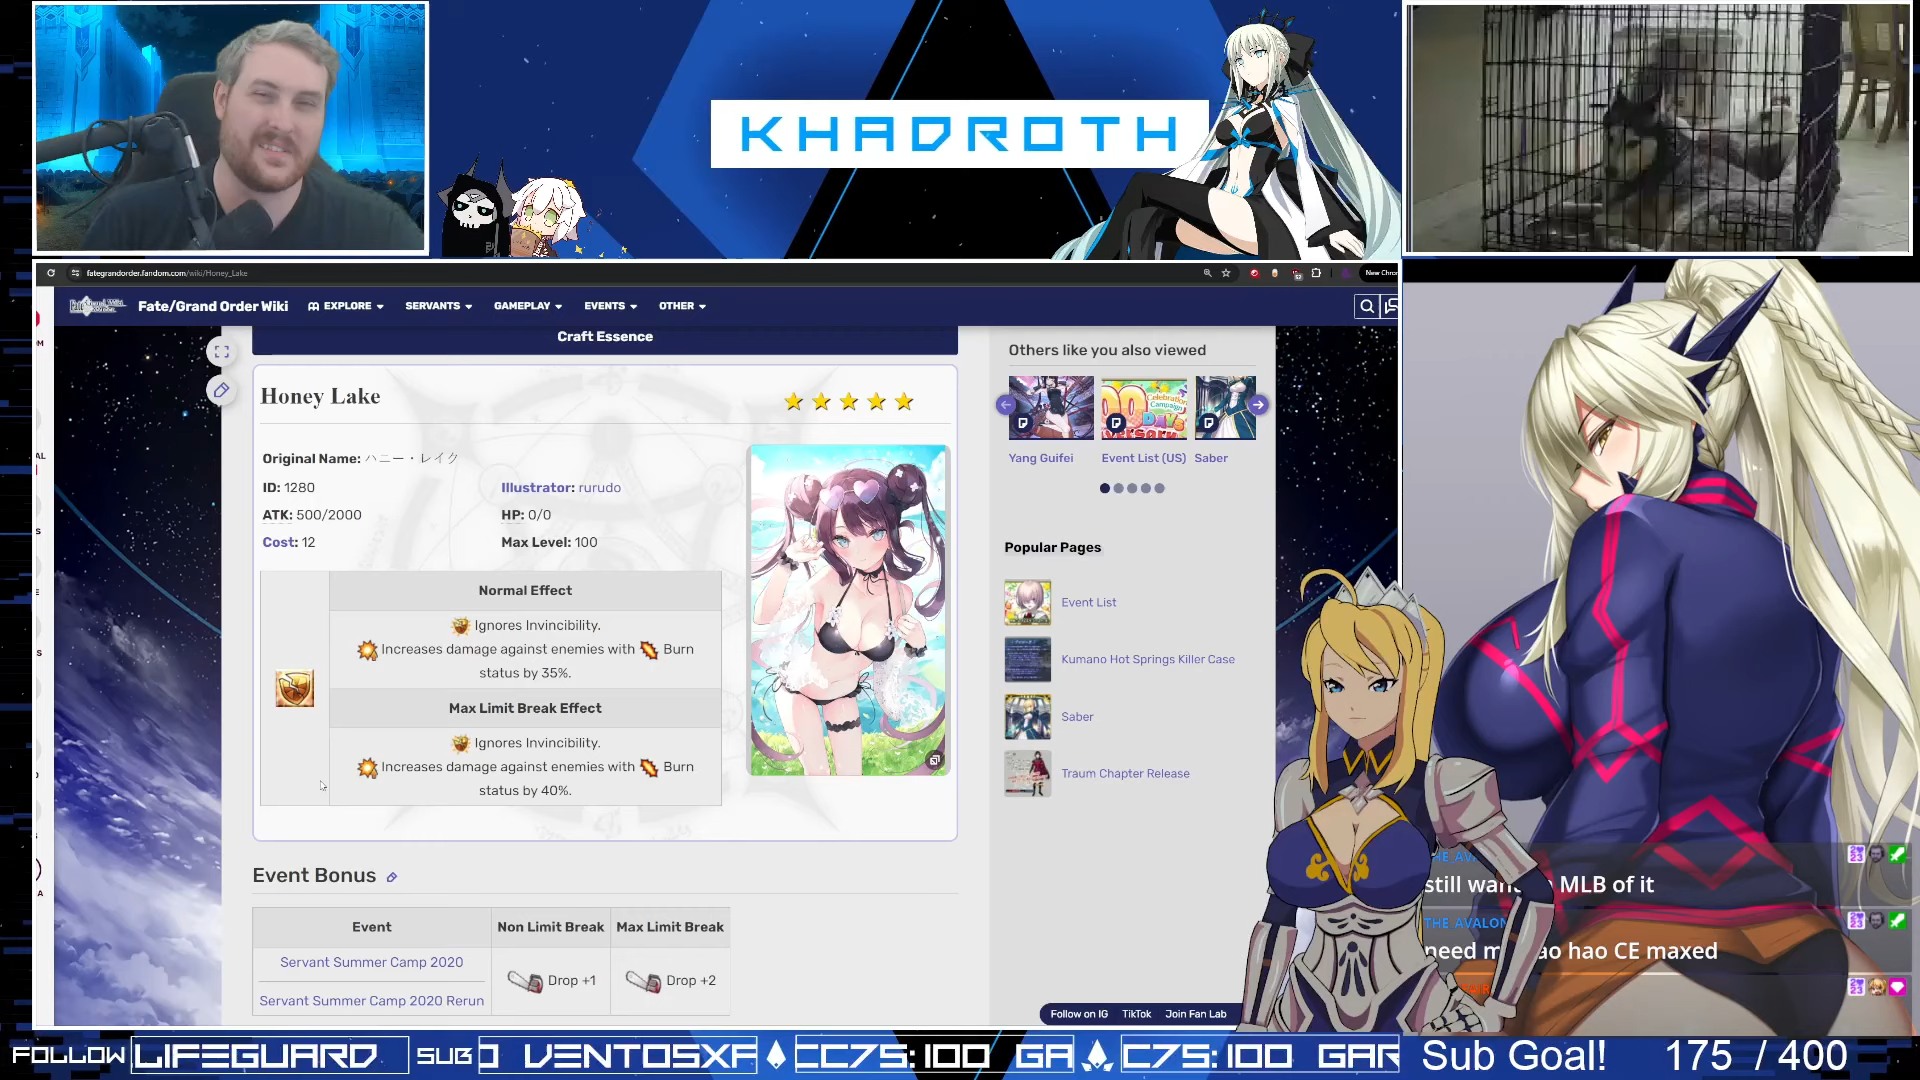 KHADROTH
fategrandorder.fandom.com/wiki/Honey_Lake
New Chro
Fate/Grand Order Wiki
EXPLORE
SERVANTS
GAMEPLAY
EVENTS
OTHER
Craft Essence
Honey Lake
Original Name: ハニー・レイク
ID: 1280
Illustrator: rurudo
ATK: 500/2000
HP: 0/0
Cost: 12
Max Level: 100
Normal Effect
Ignores Invincibility.
Increases damage against enemies with Burn
status by 35%.
Max Limit Break Effect
Ignores Invincibility.
Increases damage against enemies with Burn
status by 40%.
Event Bonus
Event
Non Limit Break
Max Limit Break
Servant Summer Camp 2020
Servant Summer Camp 2020 Rerun
Drop +1
Drop +2
Others like you also viewed
Yang Guifei
Event List (US)
Saber
Popular Pages
Event List
Kumano Hot Springs Killer Case
Saber
Traum Chapter Release
Follow on IG
TikTok
Join Fan Lab
still MLB of it
THE AVALON
need hao CE maxed
FOLLOW
LIFEGUARD
SUB
VENTOSXF
CC75:100 GA
C75:100 GAR
Sub Goal!
175 / 400